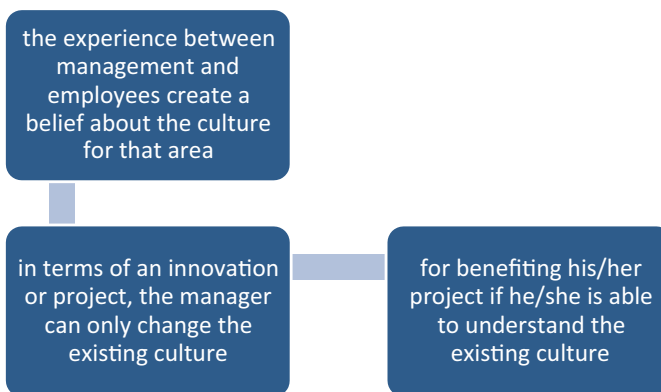 the experience between
management and
employees create a
belief about the culture
for that area
in terms of an innovation
or project, the manager
can only change the
existing culture
for benefiting his/her
project if he/she is able
to understand the
existing culture